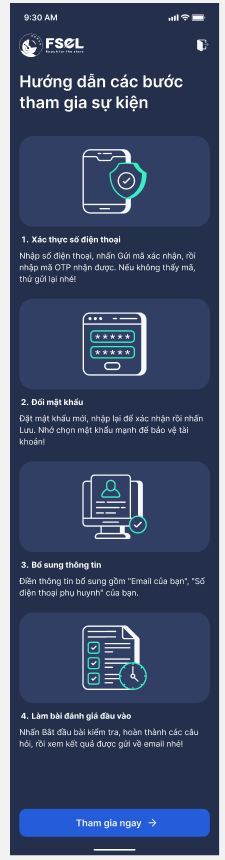 9:30 AM
FSEL
Reach for the stars
Hướng dẫn các bước
tham gia sự kiện
1. Xác thực số điện thoại
Nhập số điện thoại, nhấn Gửi mã xác nhận, rồi
nhập mã OTP nhận được. Nếu không thấy mã,
thử gửi lại nhé!
2. Đổi mật khẩu
Đặt mật khẩu mới, nhập lại để xác nhận rồi nhấn
Lưu. Nhớ chọn mật khẩu mạnh để bảo vệ tài
khoản!
3. Bổ sung thông tin
Điền thông tin bổ sung gồm "Email của bạn", "Số
điện thoại phụ huynh" của bạn.
4. Làm bài đánh giá đầu vào
Nhấn Bắt đầu bài kiểm tra, hoàn thành các câu
hỏi, rồi xem kết quả được gửi về email nhé!
Tham gia ngay →